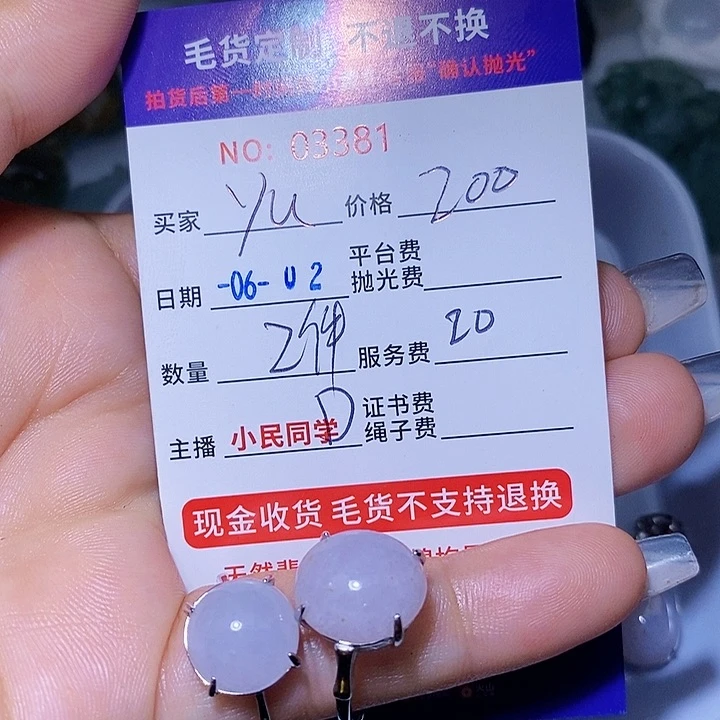 毛货定制 不退不换
拍货后第一 "确认抛光"
NO: 03381
买家 yu 价格 200
日期 -06-02 平台费 抛光费
数量 2件 服务费 20
主播 小民同学 D 证书费 绳子费
现金收货 毛货不支持退换
天然翡